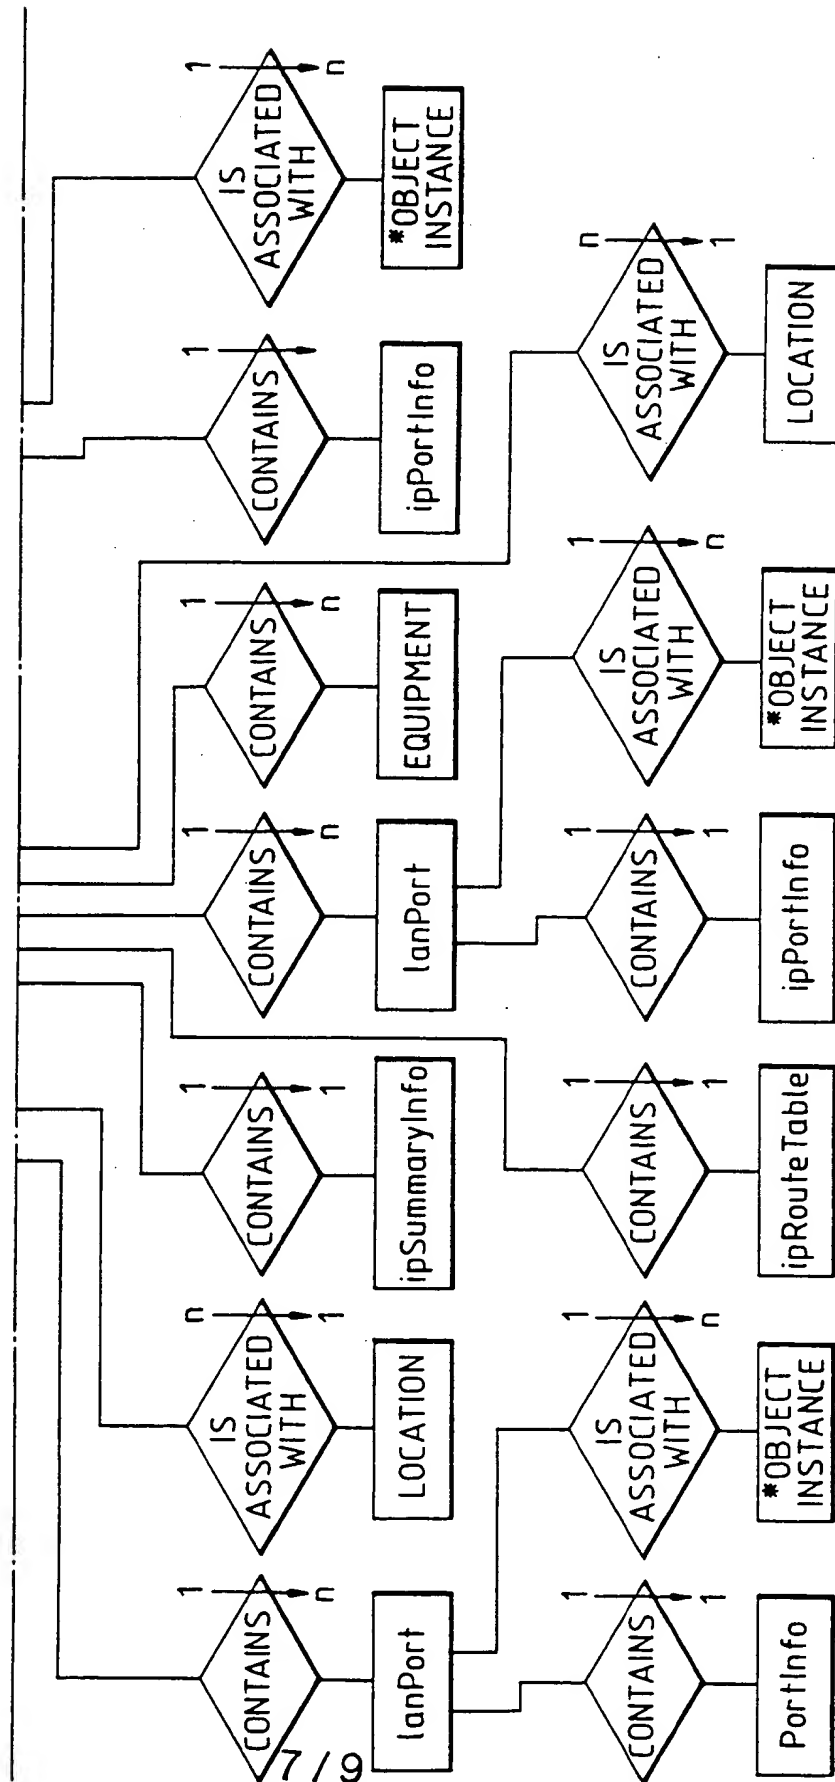 1
CONTAINS
n
lanPort
n
IS
ASSOCIATED
WITH
1
LOCATION
1
CONTAINS
1
ipSummaryInfo
1
CONTAINS
n
lanPort
1
CONTAINS
n
EQUIPMENT
1
CONTAINS
ipPortInfo
1
IS
ASSOCIATED
WITH
n
*OBJECT
INSTANCE
1
CONTAINS
1
PortInfo
1
IS
ASSOCIATED
WITH
n
*OBJECT
INSTANCE
1
CONTAINS
1
ipRouteTable
1
CONTAINS
1
ipPortInfo
1
IS
ASSOCIATED
WITH
n
*OBJECT
INSTANCE
n
IS
ASSOCIATED
WITH
1
LOCATION
7/9